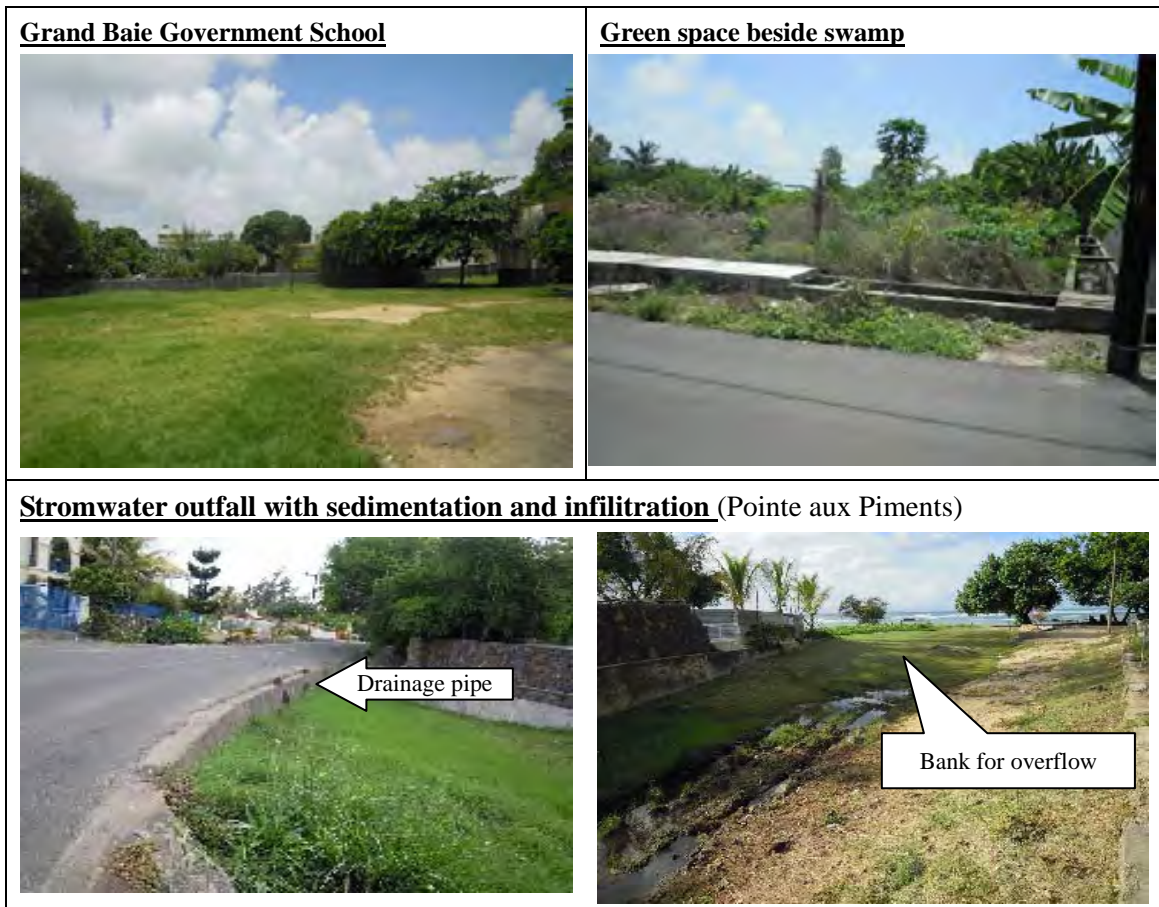 Grand Baie Government School
Green space beside swamp
Stromwater outfall with sedimentation and infilitration (Pointe aux Piments)
Drainage pipe
Bank for overflow